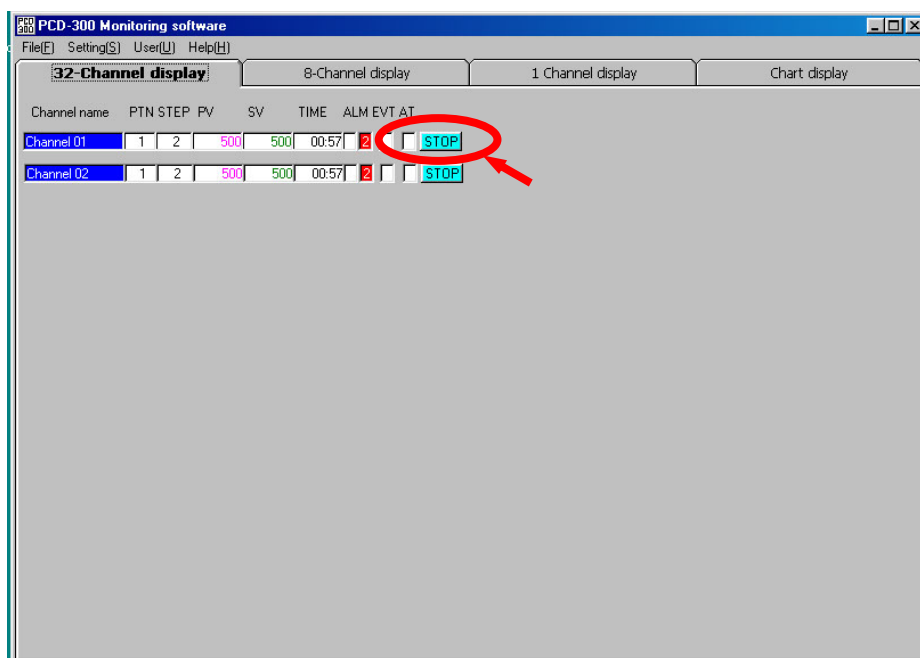 PCD 300 PCD-300 Monitoring software
File(F) Setting(S) User(U) Help(H)
32-Channel display 8-Channel display 1 Channel display Chart display
Channel name PTN STEP PV SV TIME ALM EVT AT
Channel 01 1 2 500 500 00:57 2 STOP
Channel 02 1 2 500 500 00:57 2 STOP